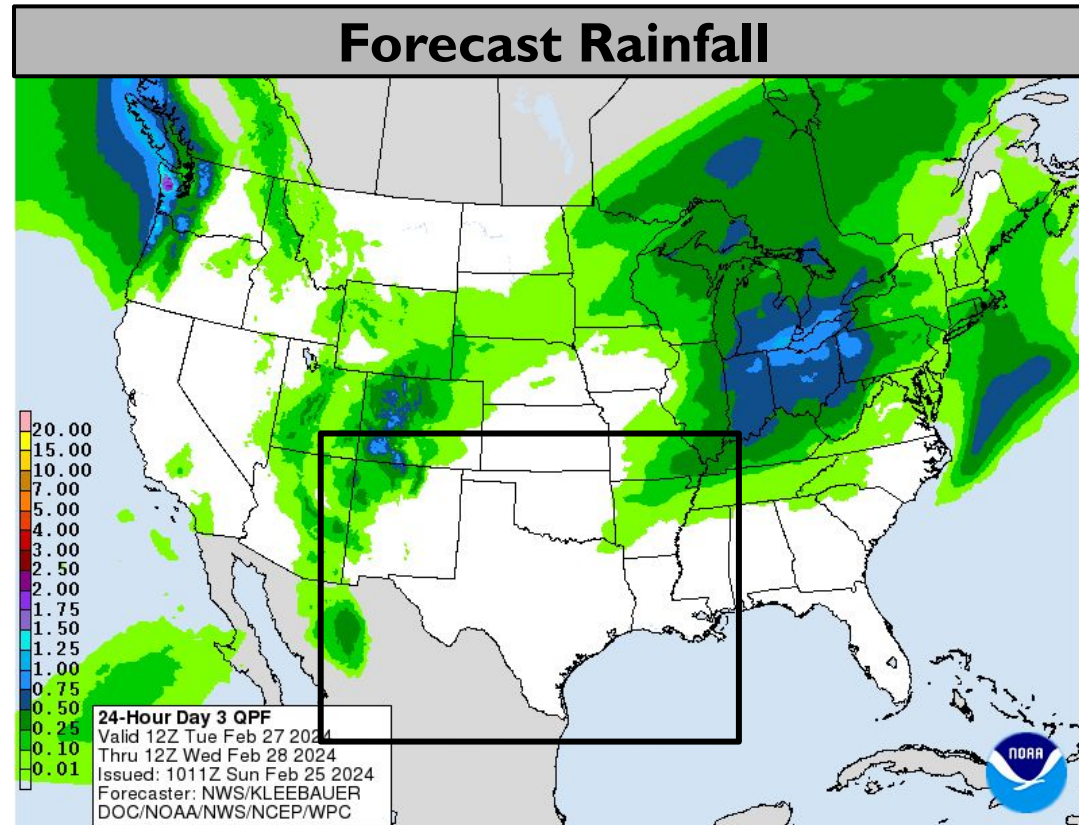 Forecast Rainfall
20.00
15.00
10.00
7.00
5.00
4.00
3.00
2.50
2.00
1.75
1.50
1.25
1.00
0.75
0.50
0.25
0.10
0.01
24-Hour Day 3 QPF
Valid 12Z Tue Feb 27 2024
Thru 12Z Wed Feb 28 2024
Issued: 1011Z Sun Feb 25 2024
Forecaster: NWS/KLEEBAUER
DOC/NOAA/NWS/NCEP/WPC
NOAA